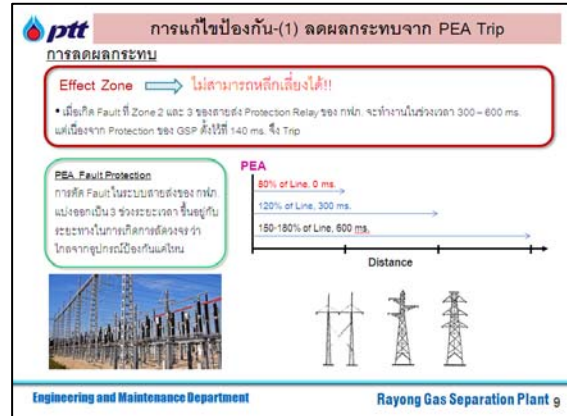 ptt
การแก้ไขป้องกัน-(1) ลดผลกระทบจาก PEA Trip
การลดผลกระทบ
Effect Zone ไม่สามารถหลีกเลี่ยงได้!!
• เมื่อเกิด Fault ที่ Zone 2 และ 3 ของสายส่ง Protection Relay ของ กฟภ. จะทำงานในช่วงเวลา 300 – 600 ms.
แต่เนื่องจาก Protection ของ GSP ตั้งไว้ที่ 140 ms. จึง Trip
PEA Fault Protection
การตัด Fault ในระบบสายส่งของ กฟภ.
แบ่งออกเป็น 3 ช่วงระยะเวลา ขึ้นอยู่กับ
ระยะทางในการเกิดการลัดวงจร ว่า
ไกลจากอุปกรณ์ป้องกันแค่ไหน
PEA
80% of Line, 0 ms.
120% of Line, 300 ms.
150-180% of Line, 600 ms.
Distance
Engineering and Maintenance Department
Rayong Gas Separation Plant 9